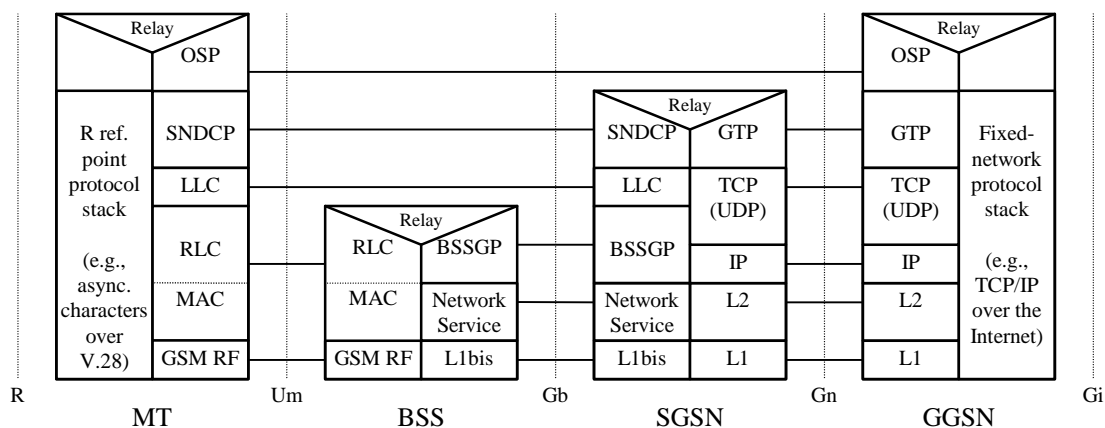 Relay
OSP
R ref.
point
protocol
stack
(e.g.,
async.
characters
over
V.28)
SNDCP
LLC
RLC
MAC
GSM RF
Relay
RLC
MAC
GSM RF
BSSGP
Network
Service
L1bis
Relay
SNDCP
LLC
BSSGP
Network
Service
L1bis
GTP
TCP
(UDP)
IP
L2
L1
Relay
OSP
GTP
TCP
(UDP)
IP
L2
L1
Fixed-
network
protocol
stack
(e.g.,
TCP/IP
over the
Internet)
R
MT
Um
BSS
Gb
SGSN
Gn
GGSN
Gi